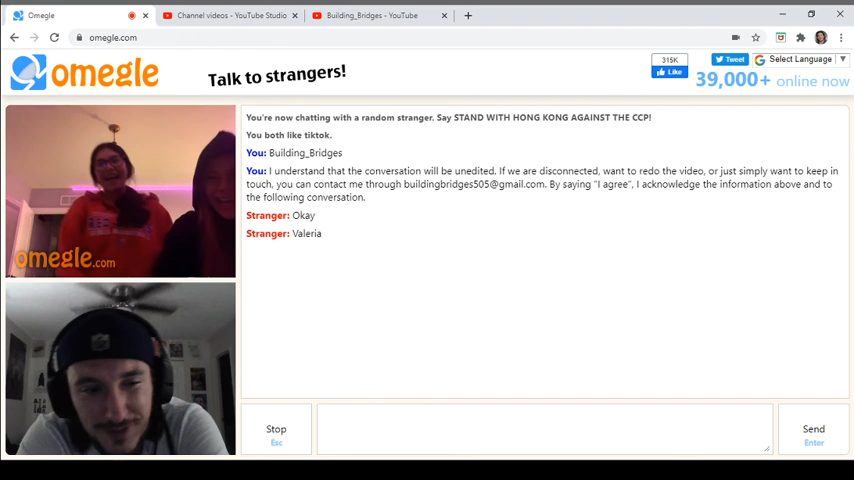 Omegle
Channel videos - YouTube Studio
Building_Bridges - YouTube
omegle.com
omegle
Talk to strangers!
315K
Like
Tweet
Select Language
39,000+ online now
You're now chatting with a random stranger. Say STAND WITH HONG KONG AGAINST THE CCP!
You both like tiktok.
You: Building_Bridges
You: I understand that the conversation will be unedited. If we are disconnected, want to redo the video, or just simply want to keep in
touch, you can contact me through buildingbridges505@gmail.com. By saying "I agree", I acknowledge the information above and to
the following conversation.
Stranger: Okay
Stranger: Valeria
omegle.com
Stop
Esc
Send
Enter